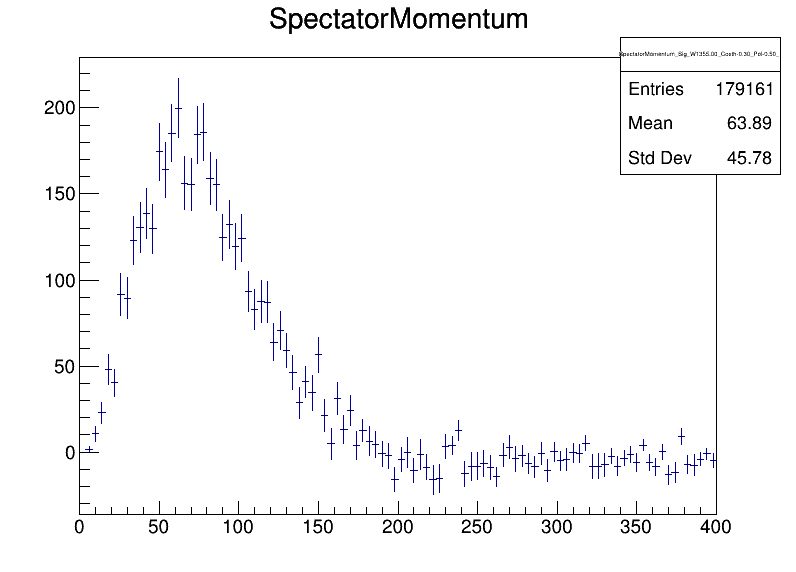 SpectatorMomentum
SpectatorMomentum_Sig_W1355.00_Costh-0.30_Pol-0.50_
Entries 179161
Mean 63.89
Std Dev 45.78
200
150
100
50
0
0 50 100 150 200 250 300 350 400